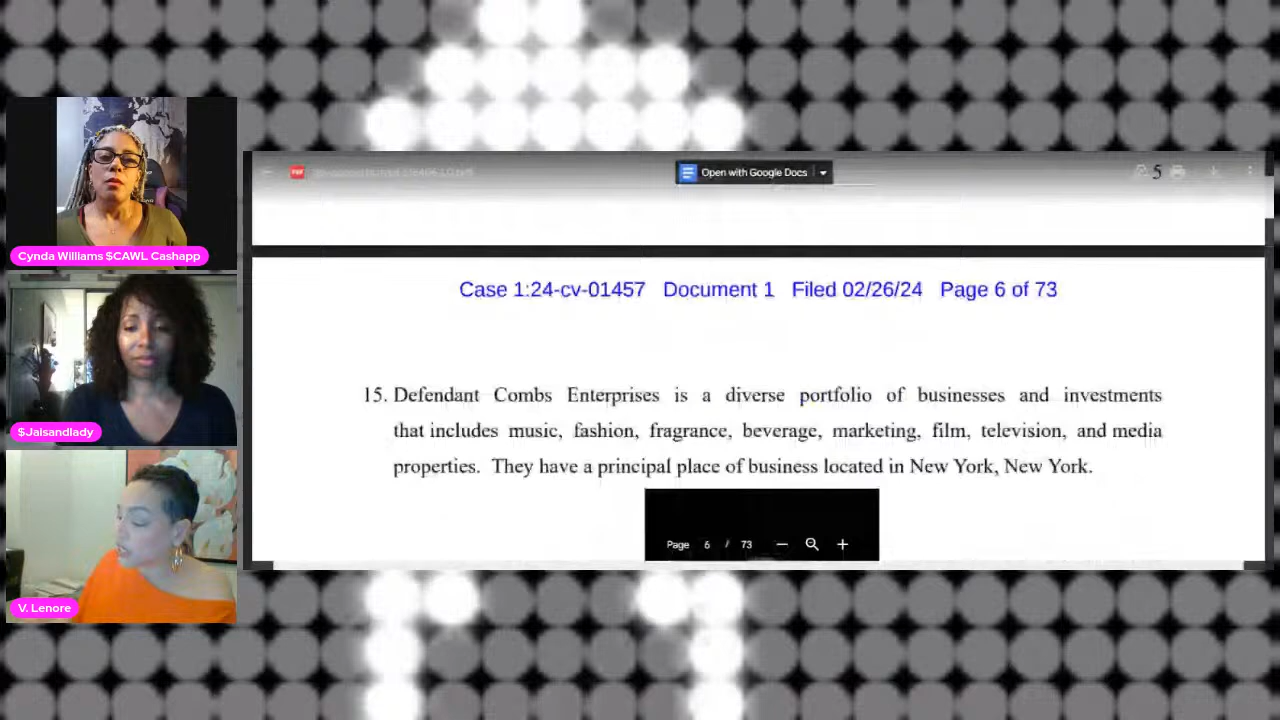 Cynda Williams $CAWL Cashapp
$Jaisandlady
V. Lenore
PDF
Open with Google Docs
5
Case 1:24-cv-01457 Document 1 Filed 02/26/24 Page 6 of 73
15. Defendant Combs Enterprises is a diverse portfolio of businesses and investments
that includes music, fashion, fragrance, beverage, marketing, film, television, and media
properties. They have a principal place of business located in New York, New York.
Page 6 / 73